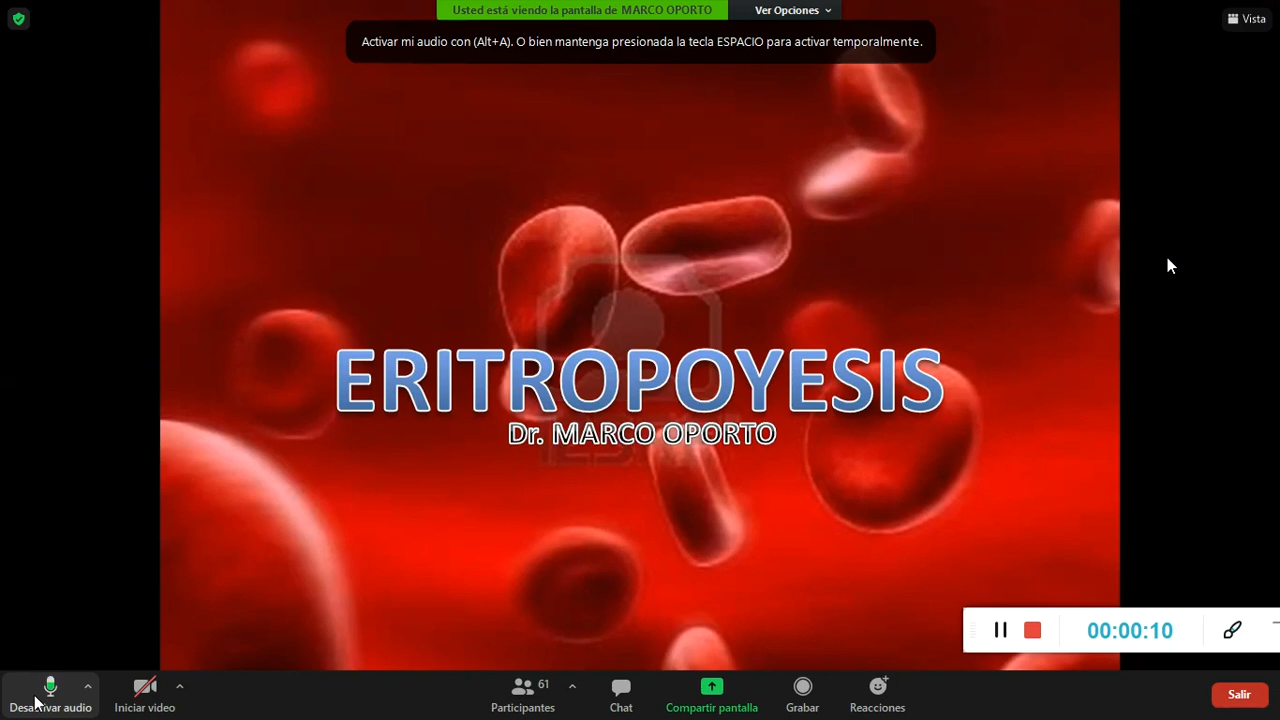 Usted está viendo la pantalla de MARCO OPORTO
Ver Opciones
Vista
Activar mi audio con (Alt+A). O bien mantenga presionada la tecla ESPACIO para activar temporalmente.
ERITROPOYESIS
Dr. MARCO OPORTO
00:00:10
61
Desactivar audio
Iniciar video
Participantes
Chat
Compartir pantalla
Grabar
Reacciones
Salir